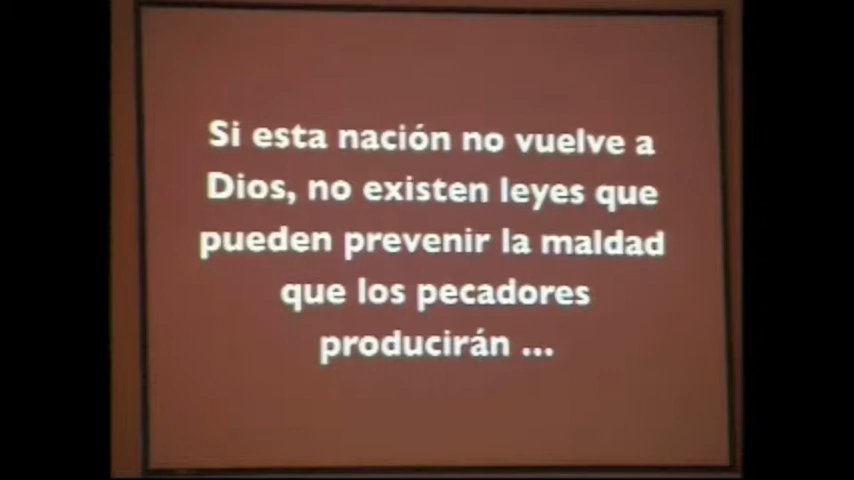 Si esta nación no vuelve a
Dios, no existen leyes que
pueden prevenir la maldad
que los pecadores
producirán ...